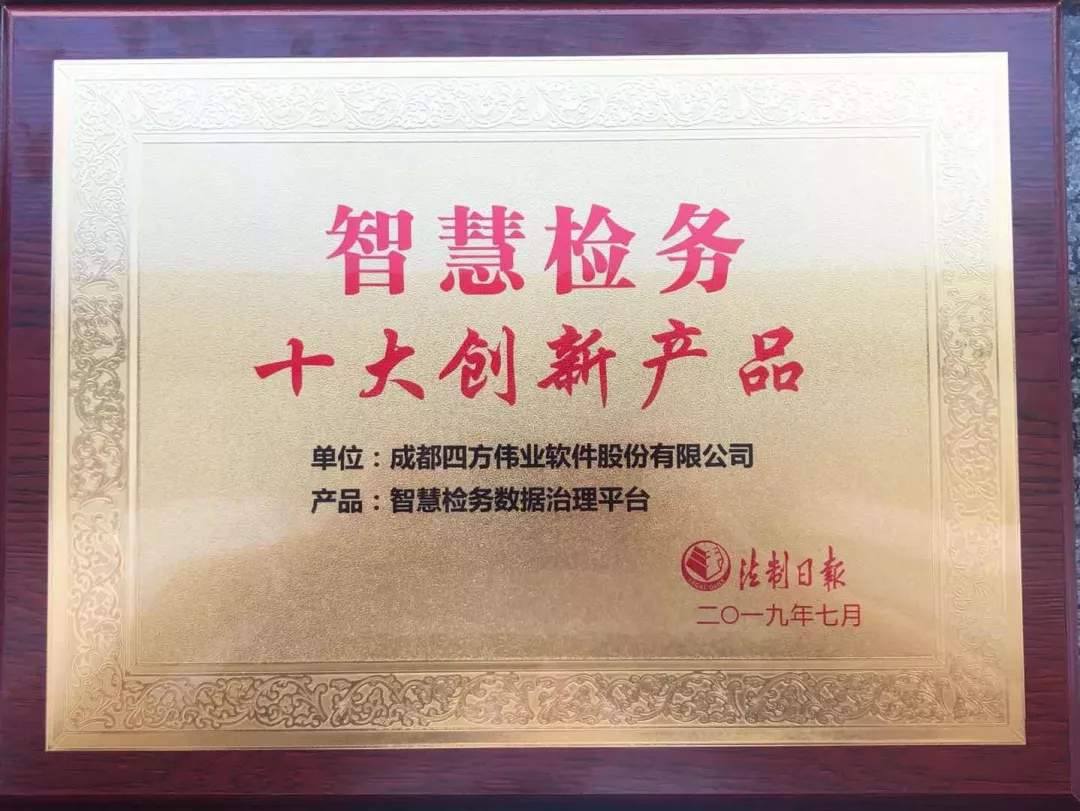 智慧检务
十大创新产品
单位：成都四方伟业软件股份有限公司
产品：智慧检务数据治理平台
法制日报
二〇一九年七月